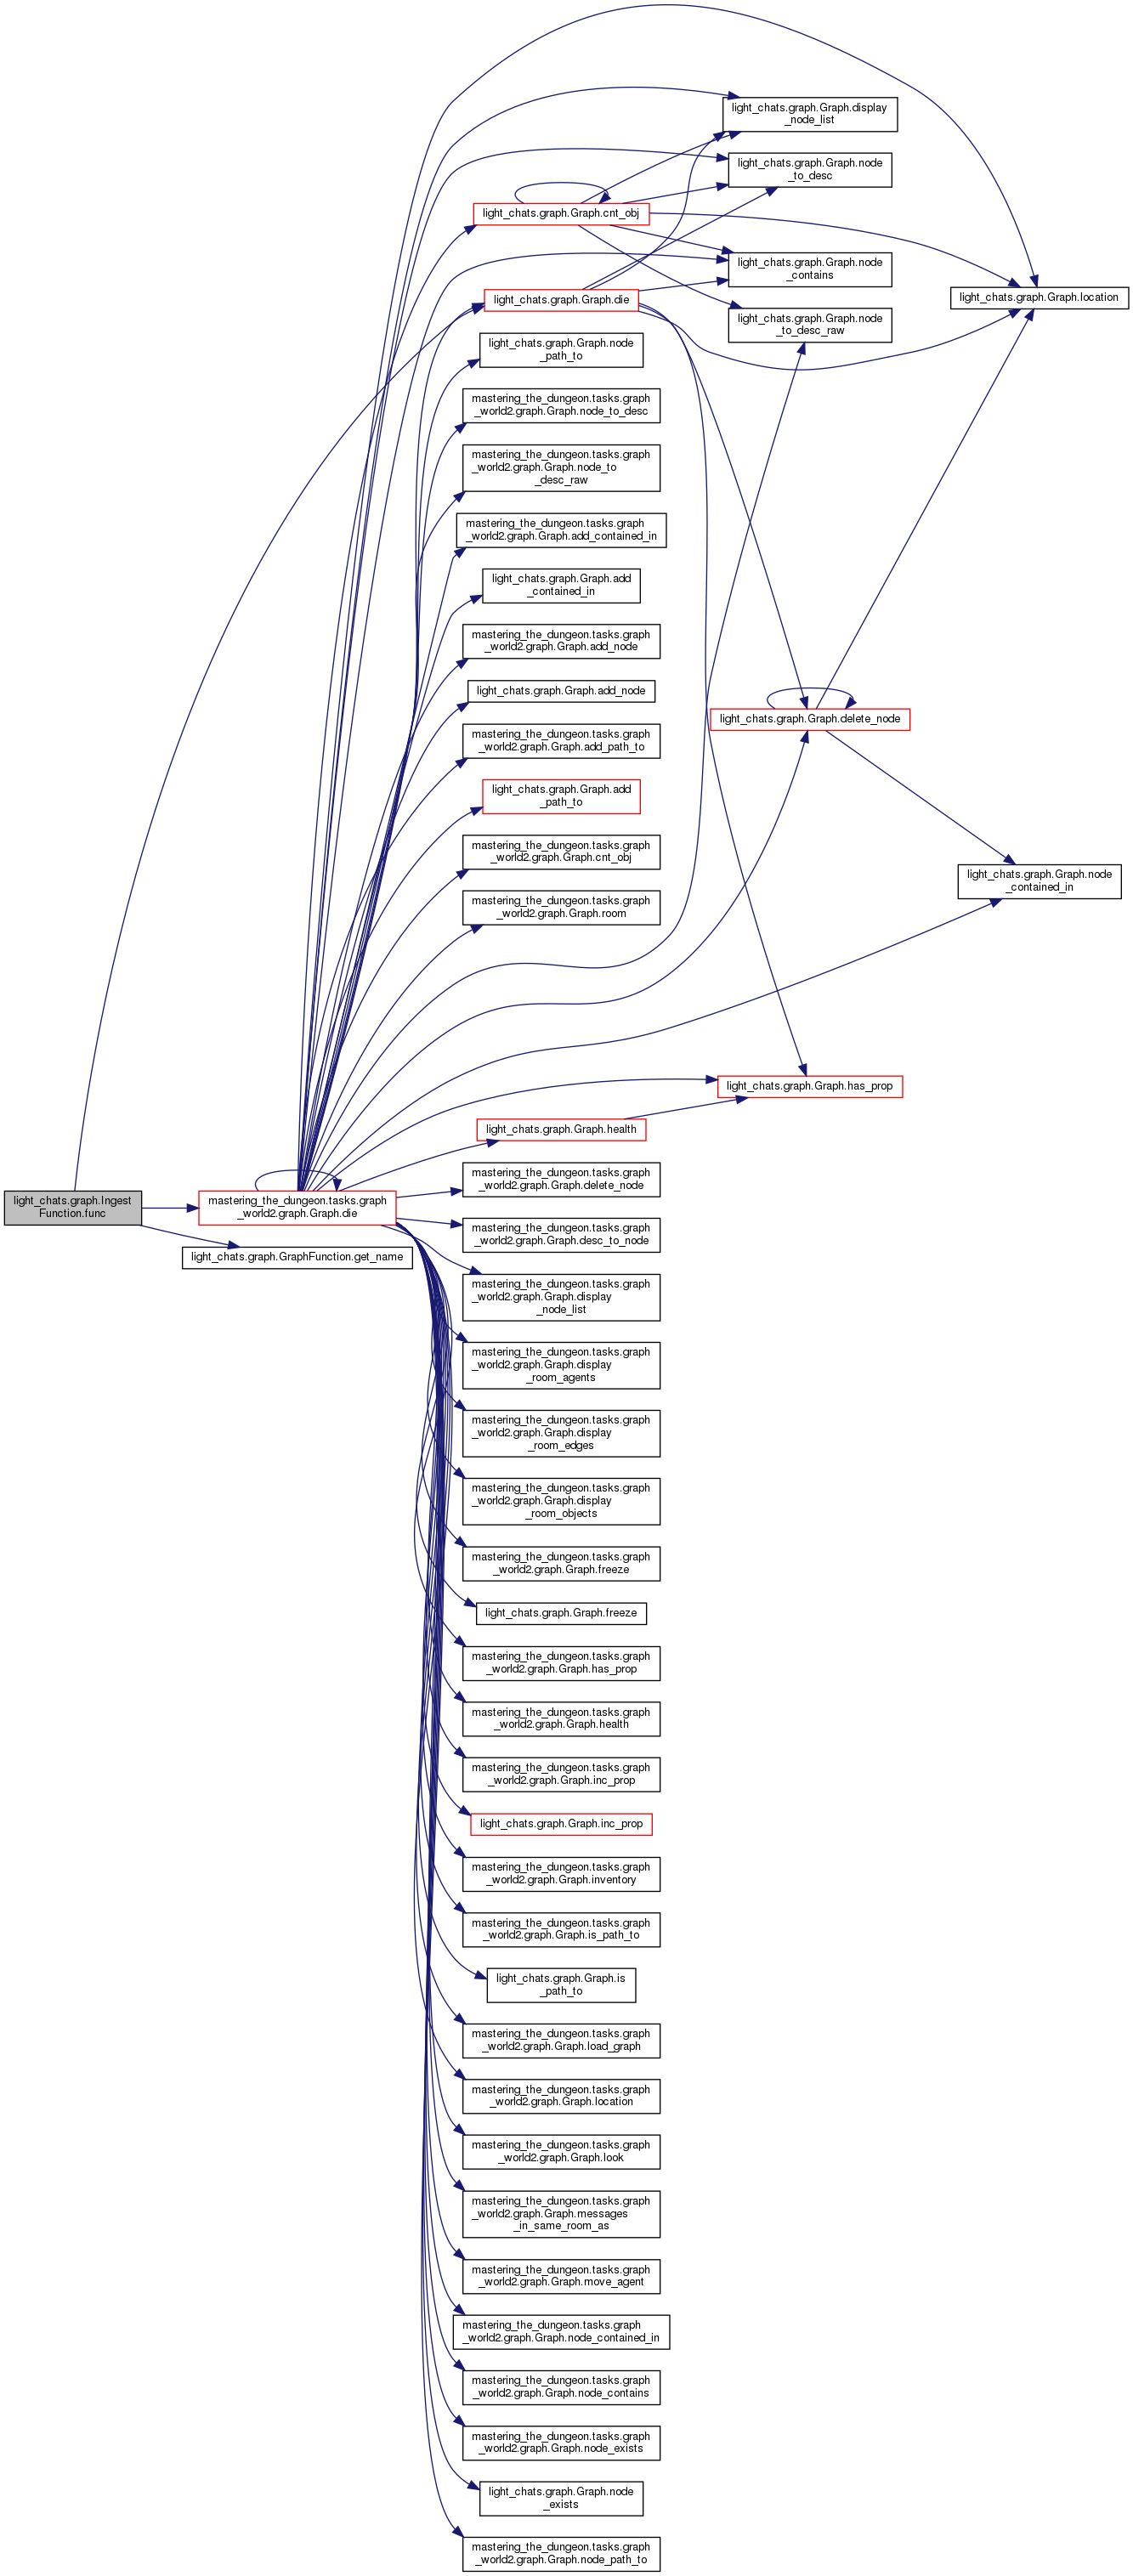 light_chats.graph.Graph.display
_node_list
light_chats.graph.Graph.node
_to_desc
light_chats.graph.Graph.cnt_obj
light_chats.graph.Graph.node
_contains
light_chats.graph.Graph.die
light_chats.graph.Graph.location
light_chats.graph.Graph.node
_to_desc_raw
light_chats.graph.Graph.node
_path_to
mastering_the_dungeon.tasks.graph
_world2.graph.Graph.node_to_desc
mastering_the_dungeon.tasks.graph
_world2.graph.Graph.node_to
_desc_raw
mastering_the_dungeon.tasks.graph
_world2.graph.Graph.add_contained_in
light_chats.graph.Graph.add
_contained_in
mastering_the_dungeon.tasks.graph
_world2.graph.Graph.add_node
light_chats.graph.Graph.add_node
light_chats.graph.Graph.delete_node
mastering_the_dungeon.tasks.graph
_world2.graph.Graph.add_path_to
light_chats.graph.Graph.add
_path_to
mastering_the_dungeon.tasks.graph
_world2.graph.Graph.cnt_obj
light_chats.graph.Graph.node
_contained_in
mastering_the_dungeon.tasks.graph
_world2.graph.Graph.room
light_chats.graph.Graph.has_prop
light_chats.graph.Graph.health
mastering_the_dungeon.tasks.graph
_world2.graph.Graph.delete_node
light_chats.graph.Ingest
Function.func
mastering_the_dungeon.tasks.graph
_world2.graph.Graph.die
mastering_the_dungeon.tasks.graph
_world2.graph.Graph.desc_to_node
light_chats.graph.GraphFunction.get_name
mastering_the_dungeon.tasks.graph
_world2.graph.Graph.display
_node_list
mastering_the_dungeon.tasks.graph
_world2.graph.Graph.display
_room_agents
mastering_the_dungeon.tasks.graph
_world2.graph.Graph.display
_room_edges
mastering_the_dungeon.tasks.graph
_world2.graph.Graph.display
_room_objects
mastering_the_dungeon.tasks.graph
_world2.graph.Graph.freeze
light_chats.graph.Graph.freeze
mastering_the_dungeon.tasks.graph
_world2.graph.Graph.has_prop
mastering_the_dungeon.tasks.graph
_world2.graph.Graph.health
mastering_the_dungeon.tasks.graph
_world2.graph.Graph.inc_prop
light_chats.graph.Graph.inc_prop
mastering_the_dungeon.tasks.graph
_world2.graph.Graph.inventory
mastering_the_dungeon.tasks.graph
_world2.graph.Graph.is_path_to
light_chats.graph.Graph.is
_path_to
mastering_the_dungeon.tasks.graph
_world2.graph.Graph.load_graph
mastering_the_dungeon.tasks.graph
_world2.graph.Graph.location
mastering_the_dungeon.tasks.graph
_world2.graph.Graph.look
mastering_the_dungeon.tasks.graph
_world2.graph.Graph.messages
_in_same_room_as
mastering_the_dungeon.tasks.graph
_world2.graph.Graph.move_agent
mastering_the_dungeon.tasks.graph
_world2.graph.Graph.node_contained_in
mastering_the_dungeon.tasks.graph
_world2.graph.Graph.node_contains
mastering_the_dungeon.tasks.graph
_world2.graph.Graph.node_exists
light_chats.graph.Graph.node
_exists
mastering_the_dungeon.tasks.graph
_world2.graph.Graph.node_path_to